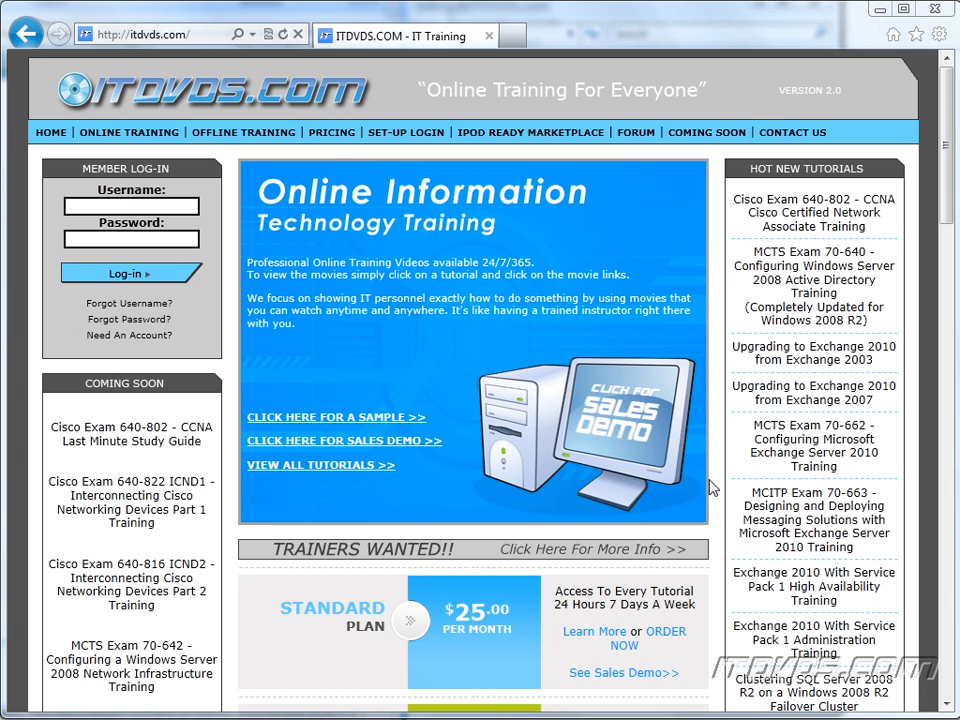 http://itdvds.com/
ITDVDS.COM - IT Training
ITDVDS.COM
“Online Training For Everyone”
VERSION 2.0
HOME | ONLINE TRAINING | OFFLINE TRAINING | PRICING | SET-UP LOGIN | IPOD READY MARKETPLACE | FORUM | COMING SOON | CONTACT US
MEMBER LOG-IN
Username:
Password:
Log-in
Forgot Username?
Forgot Password?
Need An Account?
COMING SOON
Cisco Exam 640-802 - CCNA
Last Minute Study Guide
Cisco Exam 640-822 ICND1 -
Interconnecting Cisco
Networking Devices Part 1
Training
Cisco Exam 640-816 ICND2 -
Interconnecting Cisco
Networking Devices Part 2
Training
MCTS Exam 70-642 -
Configuring a Windows Server
2008 Network Infrastructure
Training
Online Information
Technology Training
Professional Online Training Videos available 24/7/365.
To view the movies simply click on a tutorial and click on the movie links.
We focus on showing IT personnel exactly how to do something by using movies that
you can watch anytime and anywhere. It's like having a trained instructor right there
with you.
CLICK HERE FOR A SAMPLE >>
CLICK HERE FOR SALES DEMO >>
VIEW ALL TUTORIALS >>
CLICK FOR
SALES
DEMO
TRAINERS WANTED!! Click Here For More Info >>
STANDARD
PLAN
$25.00
PER MONTH
Access To Every Tutorial
24 Hours 7 Days A Week
Learn More or ORDER
NOW
See Sales Demo>>
HOT NEW TUTORIALS
Cisco Exam 640-802 - CCNA
Cisco Certified Network
Associate Training
MCTS Exam 70-640 -
Configuring Windows Server
2008 Active Directory
Training
(Completely Updated for
Windows 2008 R2)
Upgrading to Exchange 2010
from Exchange 2003
Upgrading to Exchange 2010
from Exchange 2007
MCTS Exam 70-662 -
Configuring Microsoft
Exchange Server 2010
Training
MCITP Exam 70-663 -
Designing and Deploying
Messaging Solutions with
Microsoft Exchange Server
2010 Training
Exchange 2010 With Service
Pack 1 High Availability
Training
Exchange 2010 With Service
Pack 1 Administration
Training
Clustering SQL Server 2008
R2 on a Windows 2008 R2
Failover Cluster
ITDVDS.COM